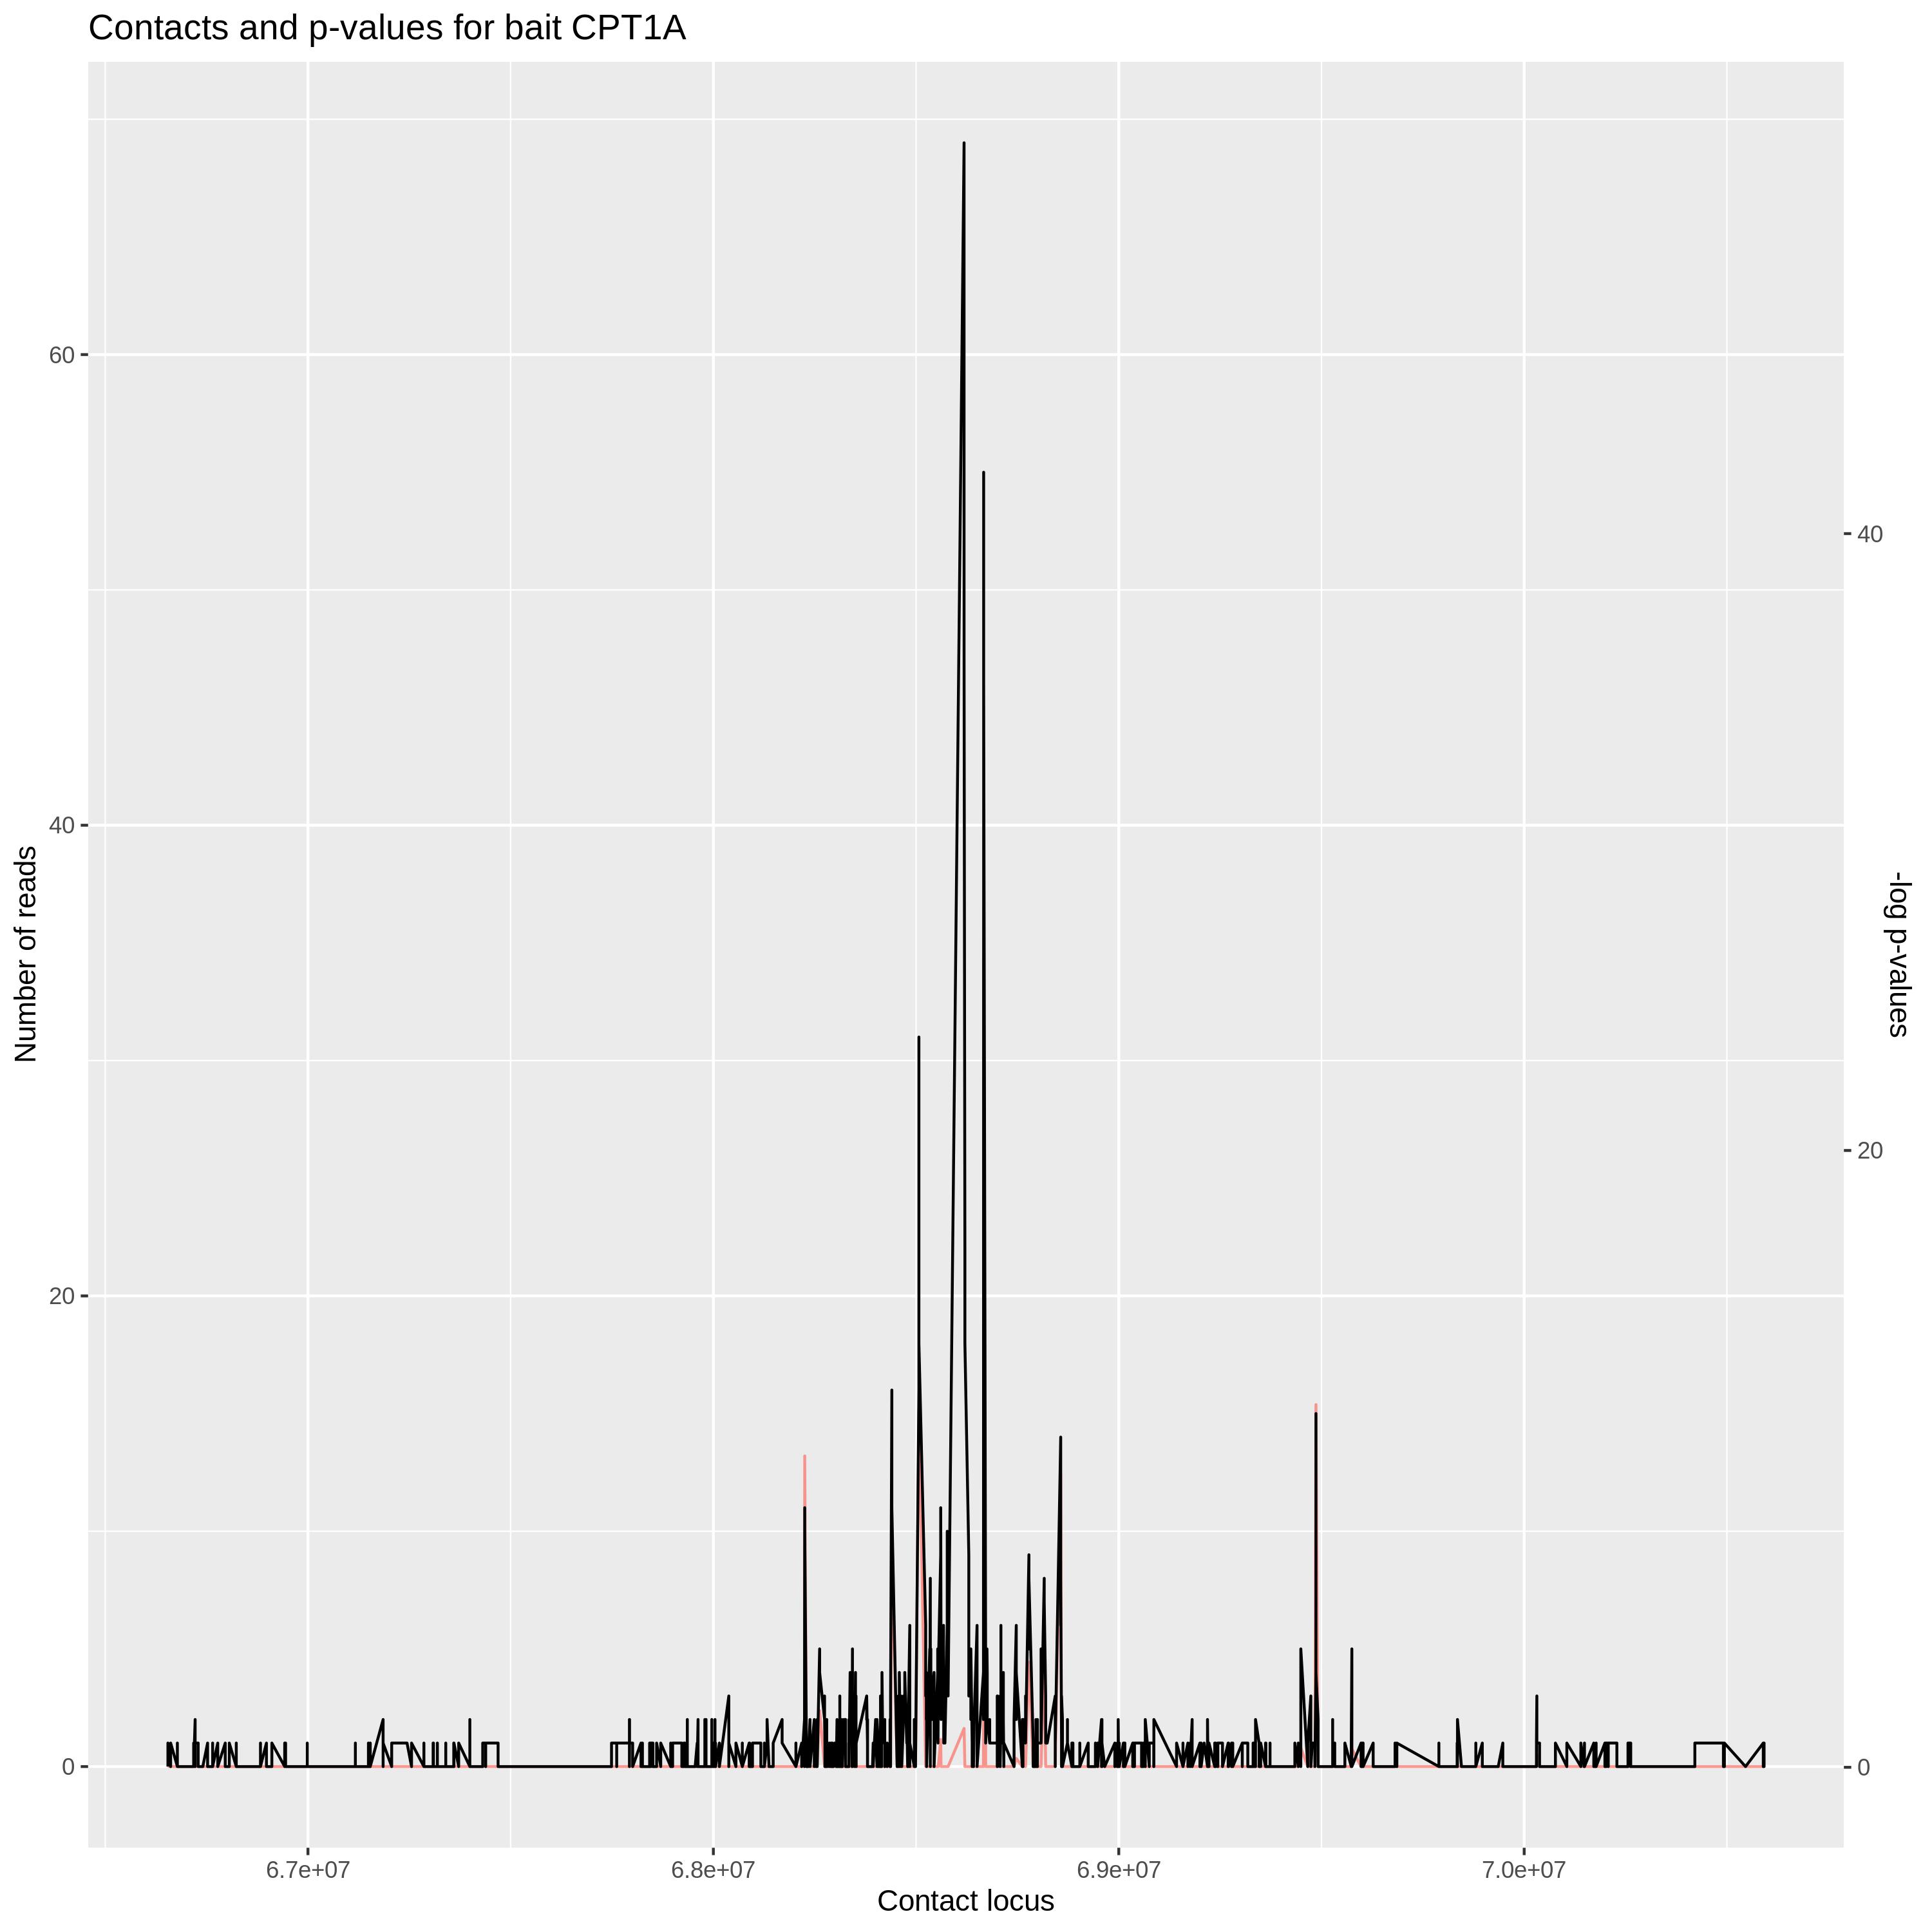 Contacts and p-values for bait CPT1A
60
40
20
0
Number of reads
40
20
0
-log p-values
6.7e+07
6.8e+07
6.9e+07
7.0e+07
Contact locus